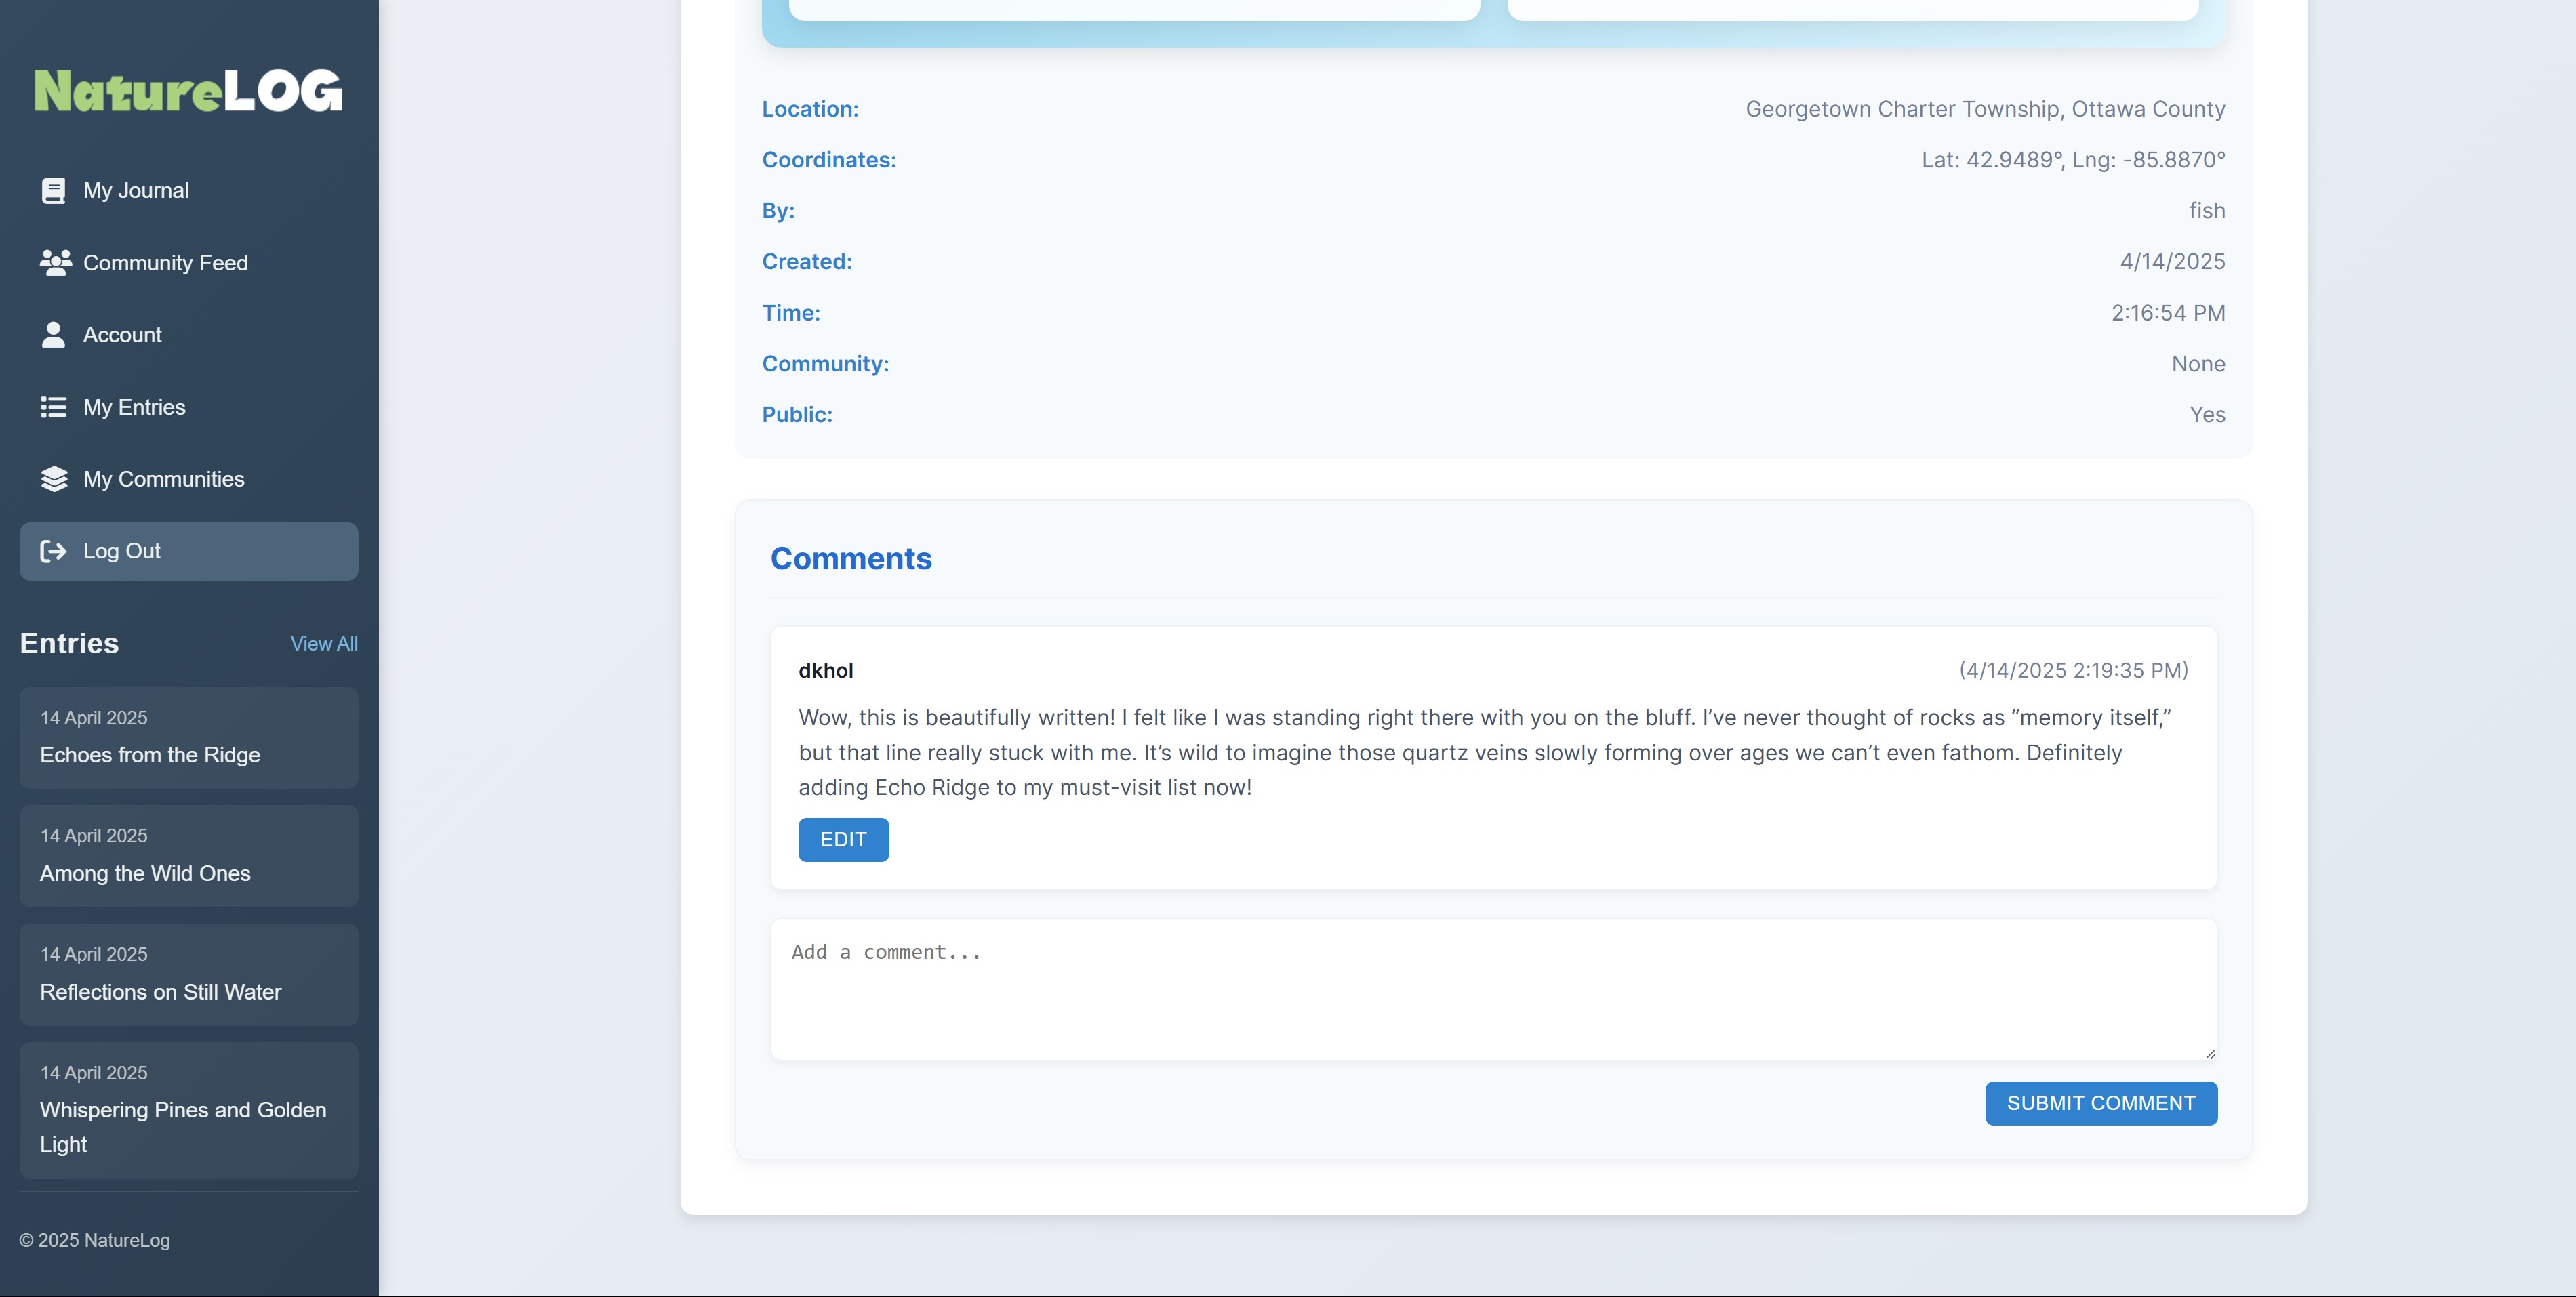 NatureLOG
My Journal
Community Feed
Account
My Entries
My Communities
Log Out
Entries
View All
14 April 2025
Echoes from the Ridge
14 April 2025
Among the Wild Ones
14 April 2025
Reflections on Still Water
14 April 2025
Whispering Pines and Golden
Light
© 2025 NatureLog
Location: Georgetown Charter Township, Ottawa County
Coordinates: Lat: 42.9489°, Lng: -85.8870°
By: fish
Created: 4/14/2025
Time: 2:16:54 PM
Community: None
Public: Yes
Comments
dkhol (4/14/2025 2:19:35 PM)
Wow, this is beautifully written! I felt like I was standing right there with you on the bluff. I’ve never thought of rocks as “memory itself,”
but that line really stuck with me. It’s wild to imagine those quartz veins slowly forming over ages we can’t even fathom. Definitely
adding Echo Ridge to my must-visit list now!
EDIT
Add a comment...
SUBMIT COMMENT